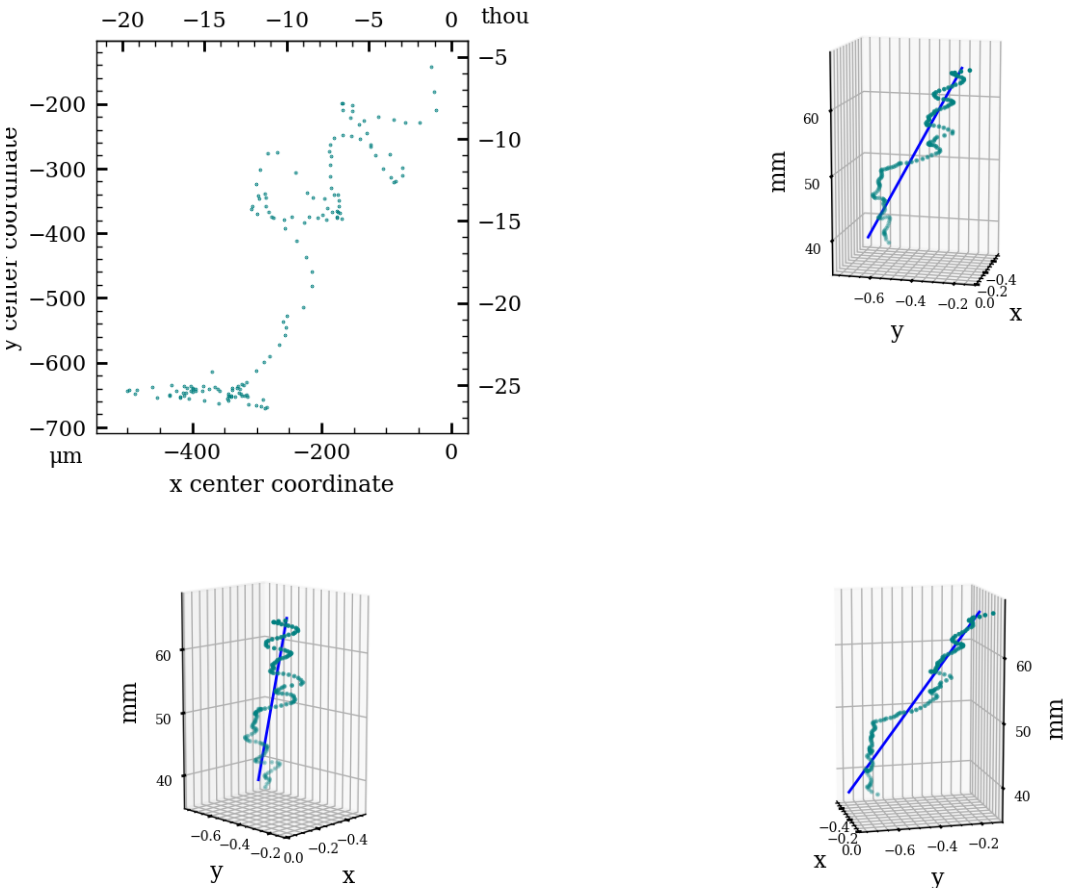 −20 −15 −10 −5 0 thou
−5
−200
−10
−300
−15
−400
−500
−20
−600
−25
−700
y center coordinate
µm
−400 −200 0
x center coordinate
mm
60
50
40
−0.6 −0.4 −0.2 0.0
−0.2
−0.4
y
x
mm
60
50
40
−0.6
−0.4
−0.2
0.0
−0.2
−0.4
y
x
60
50
40
mm
−0.4
−0.2
0.0
−0.6 −0.4 −0.2
x
y